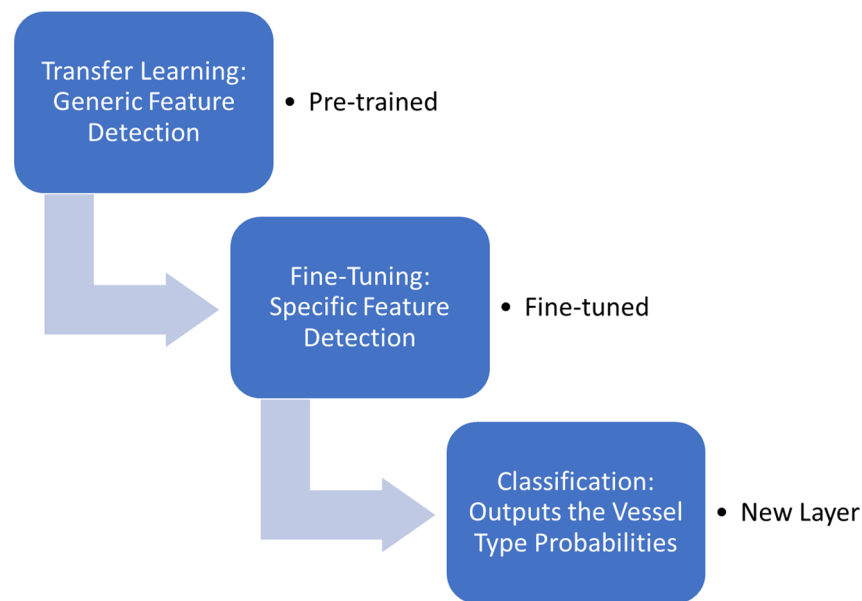 Transfer Learning:
Generic Feature
Detection
• Pre-trained
Fine-Tuning:
Specific Feature
Detection
• Fine-tuned
Classification:
Outputs the Vessel
Type Probabilities
• New Layer